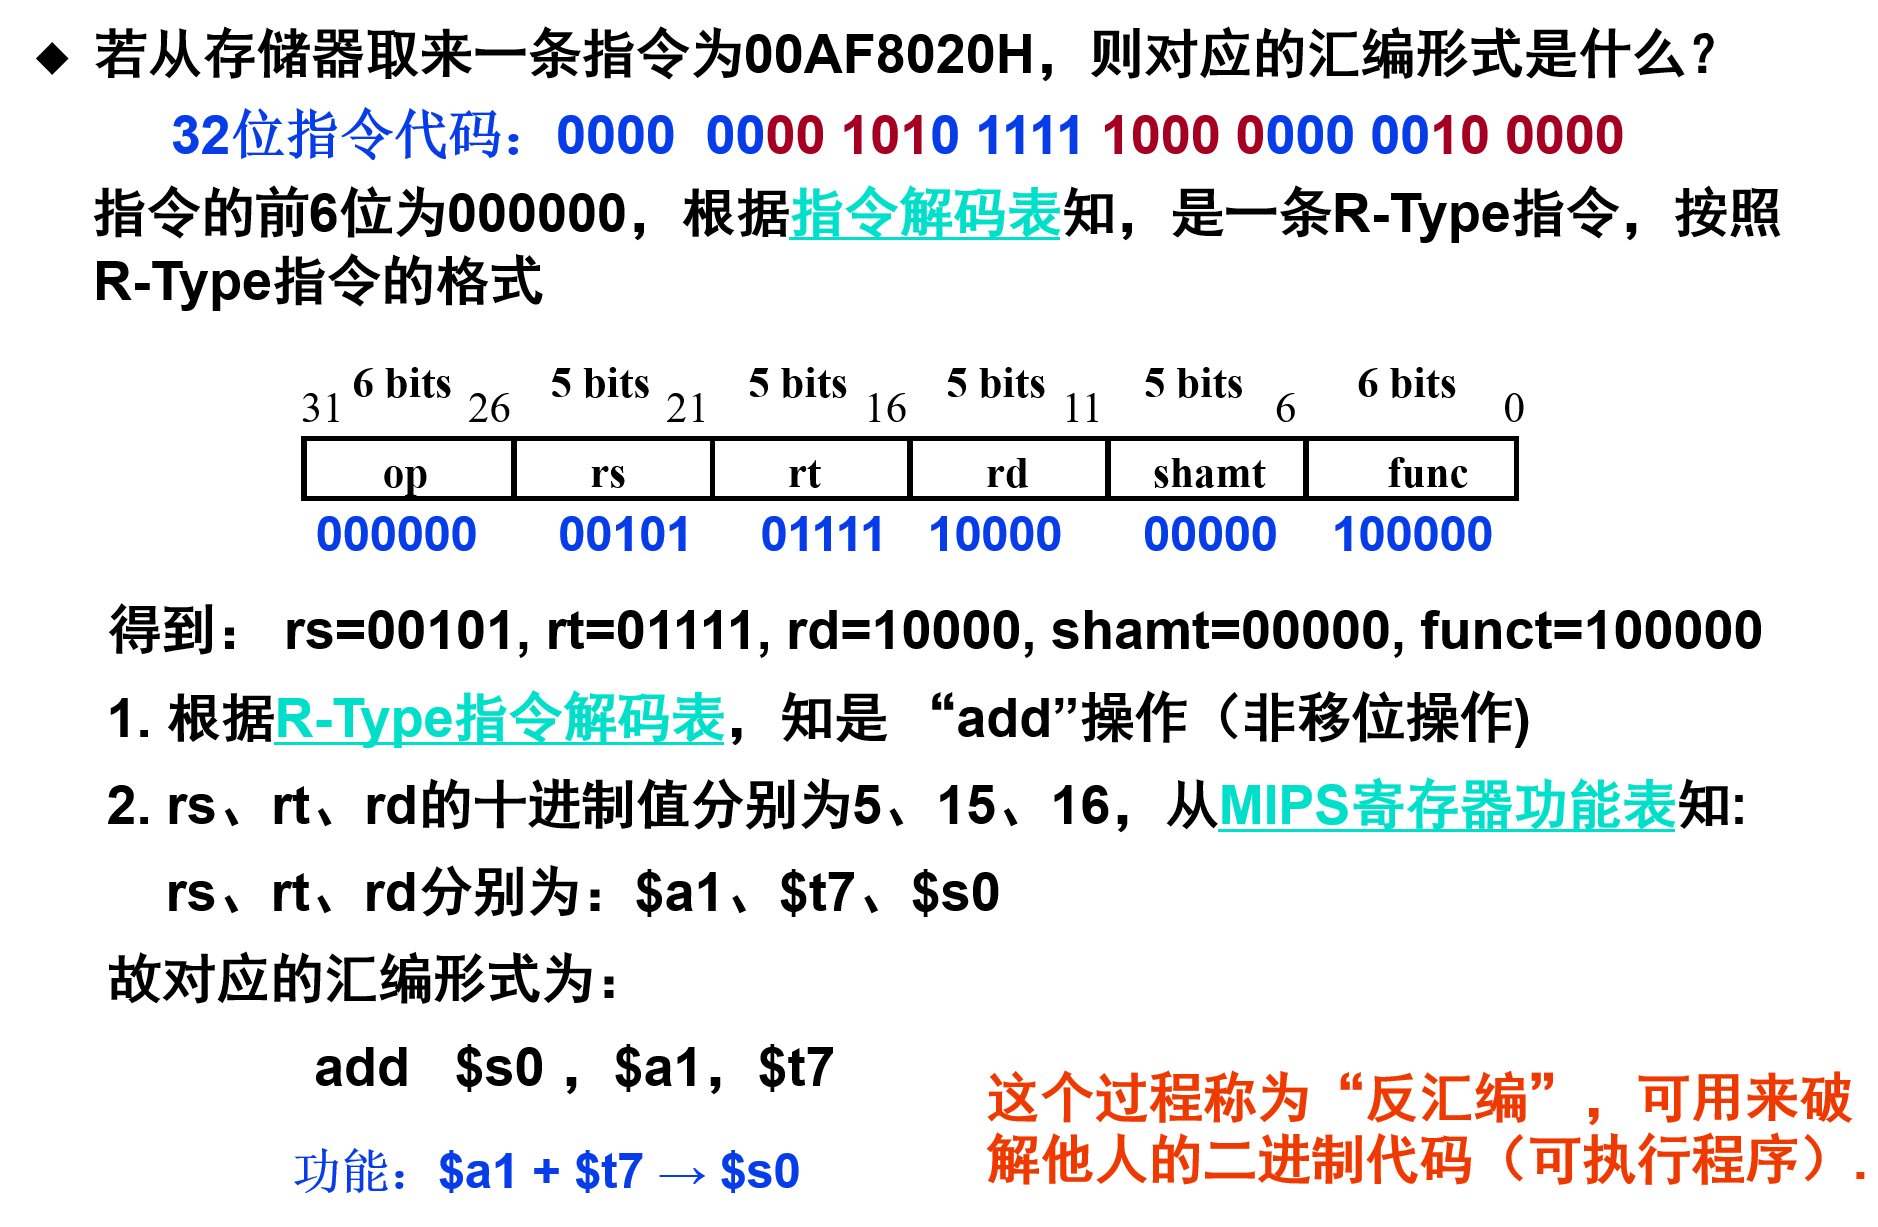 ◆ 若从存储器取来一条指令为00AF8020H，则对应的汇编形式是什么？
32位指令代码：0000 0000 1010 1111 1000 0000 0010 0000
指令的前6位为000000，根据指令解码表知，是一条R-Type指令，按照
R-Type指令的格式
31 6 bits 26 5 bits 21 5 bits 16 5 bits 11 5 bits 6 6 bits 0
op rs rt rd shamt func
000000 00101 01111 10000 00000 100000
得到： rs=00101, rt=01111, rd=10000, shamt=00000, funct=100000
1. 根据R-Type指令解码表，知是 “add”操作（非移位操作)
2. rs、rt、rd的十进制值分别为5、15、16，从MIPS寄存器功能表知:
rs、rt、rd分别为：$a1、$t7、$s0
故对应的汇编形式为：
add $s0 ，$a1，$t7
功能：$a1 + $t7 → $s0
这个过程称为“反汇编”，可用来破
解他人的二进制代码（可执行程序）.